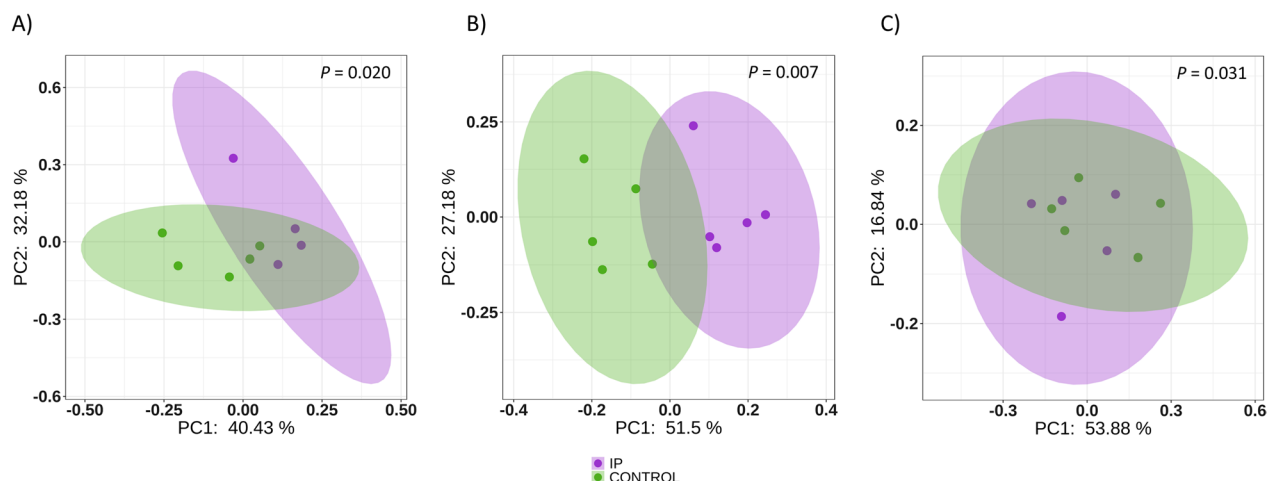 A)
B)
C)
P = 0.020
0.6
0.3
0.0
-0.3
-0.6
PC2: 32.18 %
-0.50 -0.25 0.00 0.25 0.50
PC1: 40.43 %
P = 0.007
0.25
0.00
-0.25
PC2: 27.18 %
-0.4 -0.2 0.0 0.2 0.4
PC1: 51.5 %
P = 0.031
0.2
0.0
-0.2
PC2: 16.84 %
-0.3 0.0 0.3 0.6
PC1: 53.88 %
IP
CONTROL